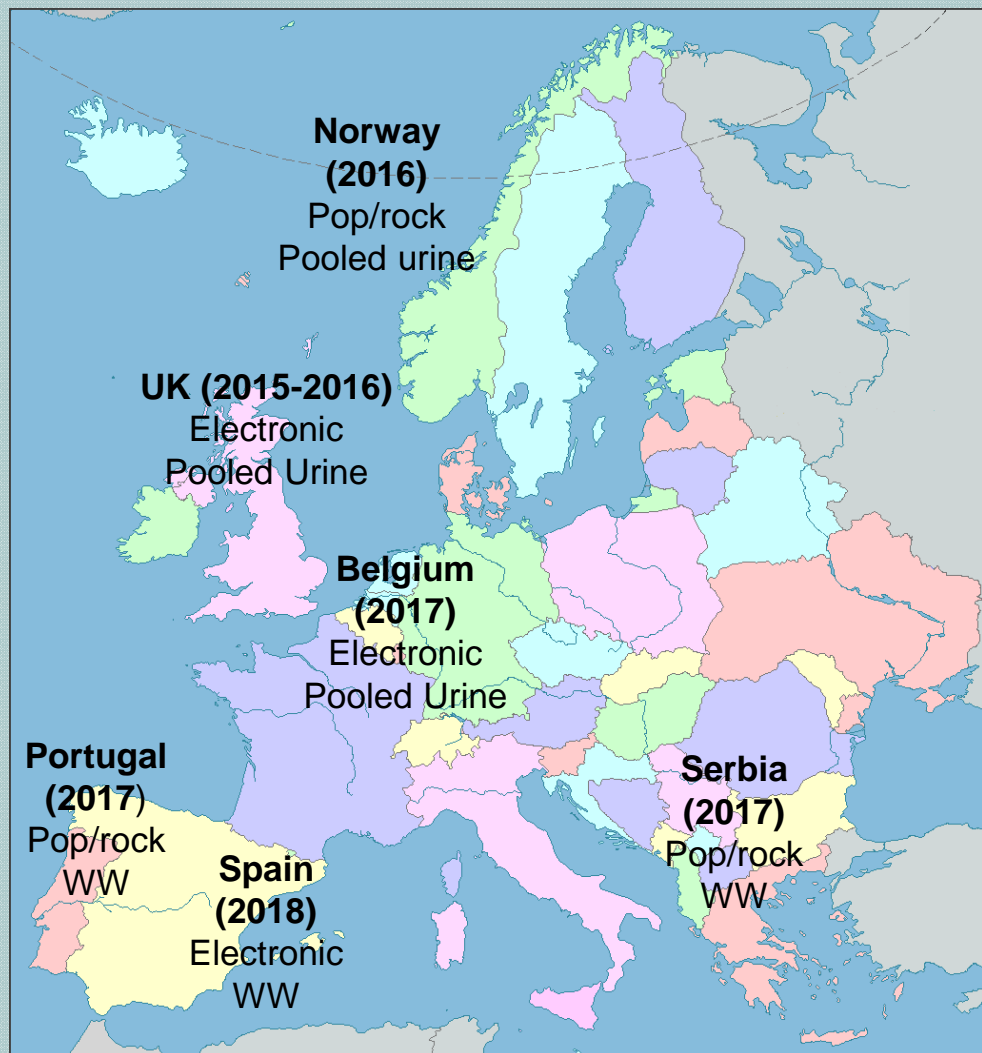 Norway
(2016)
Pop/rock
Pooled urine
UK (2015-2016)
Electronic
Pooled Urine
Belgium
(2017)
Electronic
Pooled Urine
Portugal
(2017)
Pop/rock
WW
Spain
(2018)
Electronic
WW
Serbia
(2017)
Pop/rock
WW